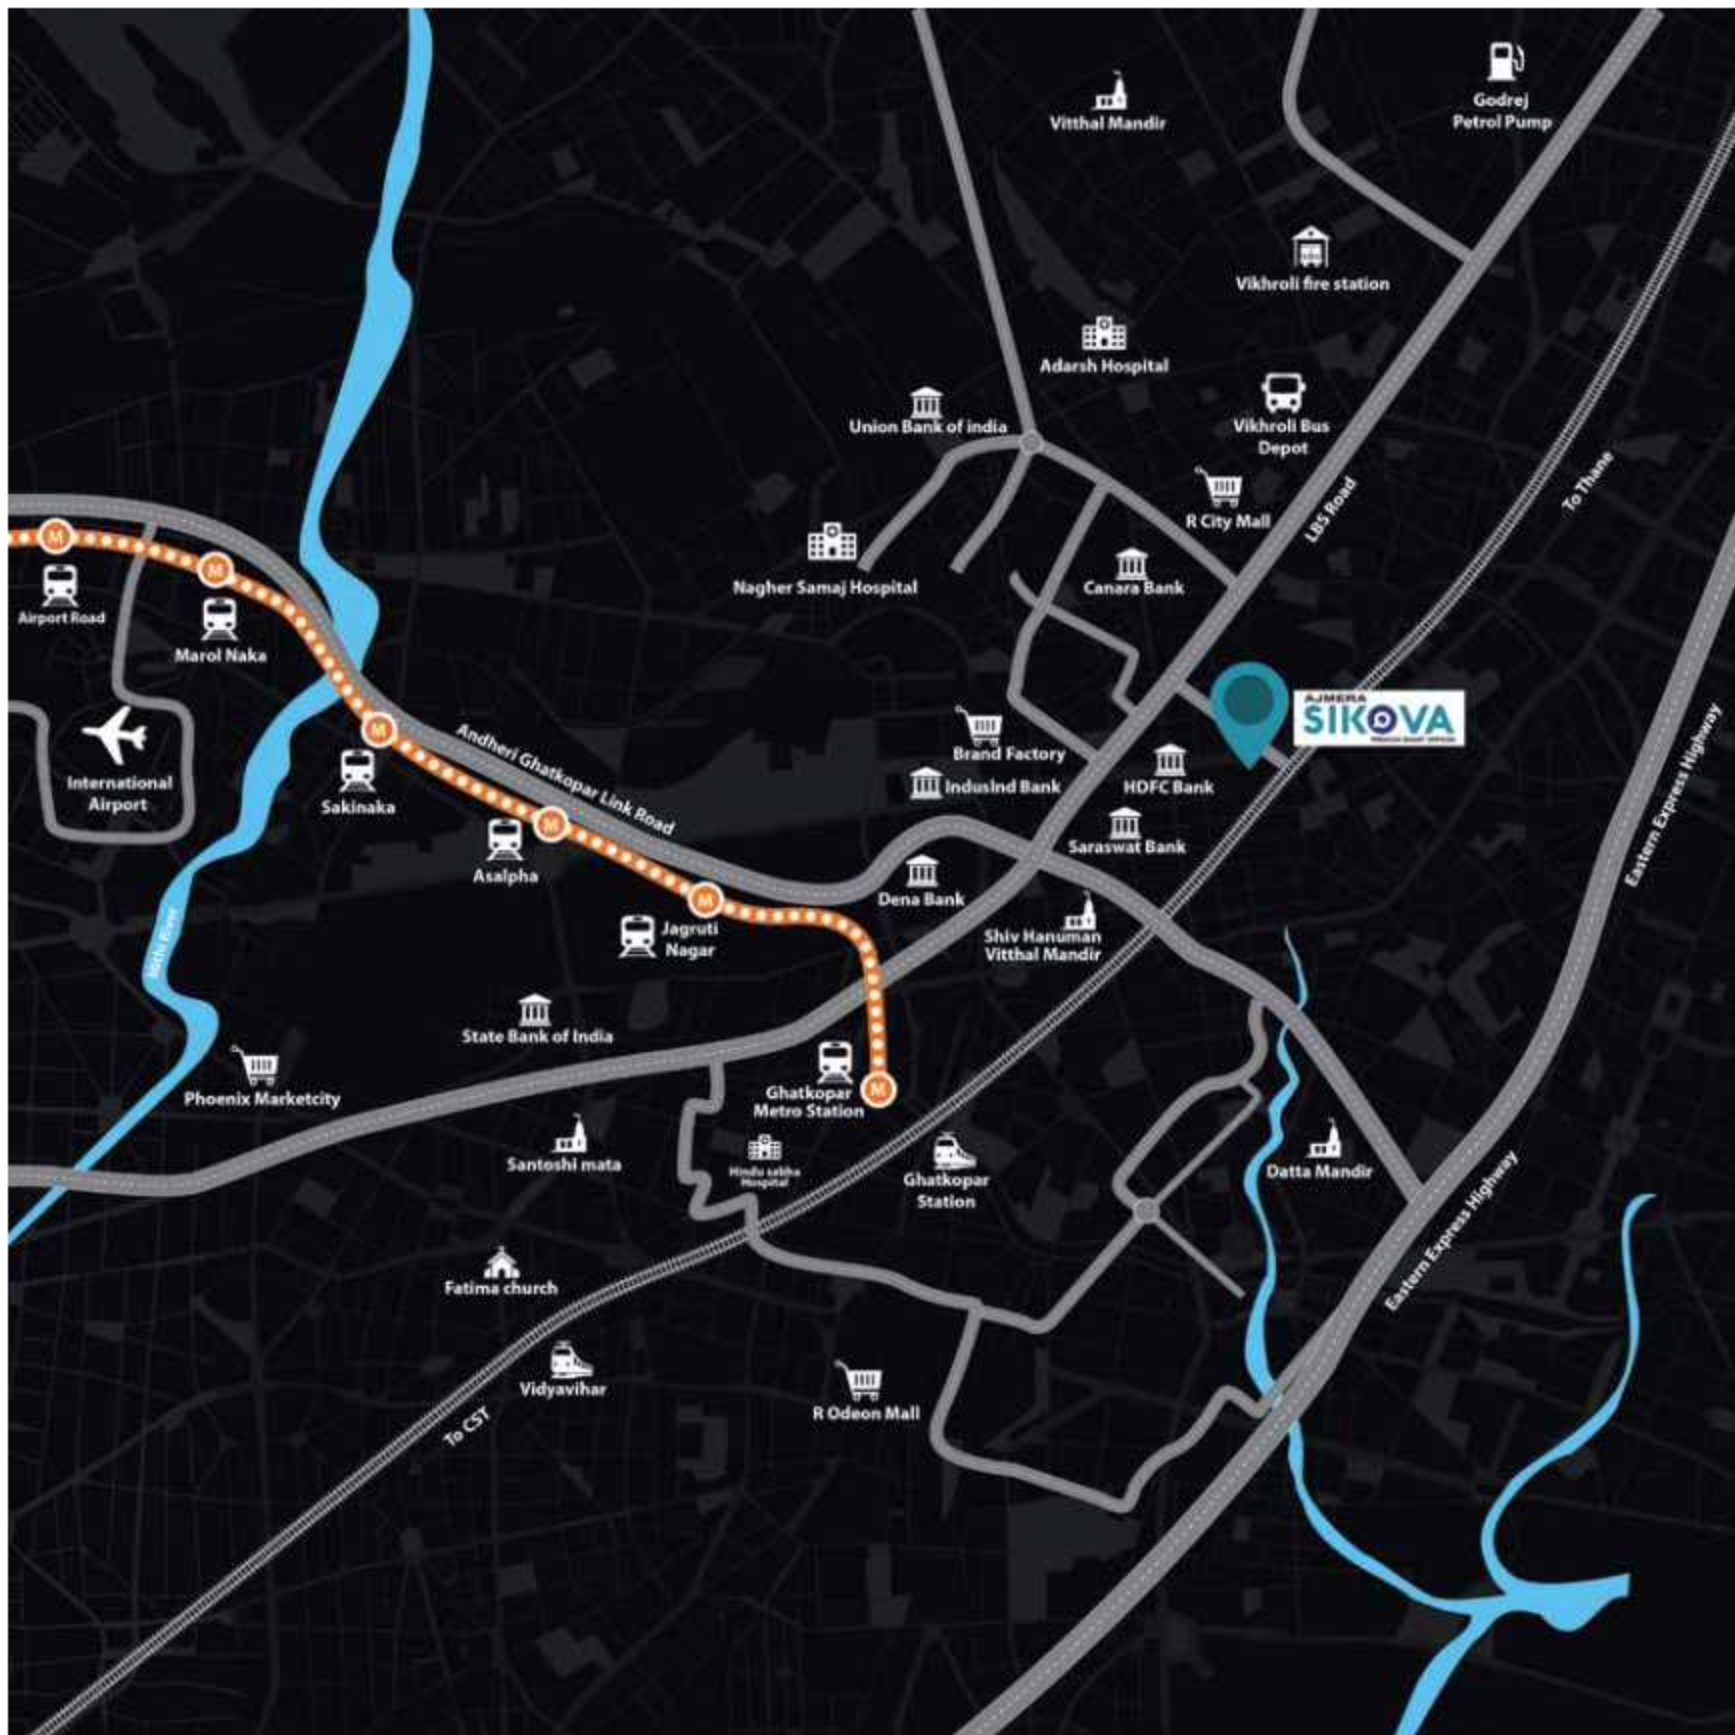 Godrej
Petrol Pump
Vitthal Mandir
Vikhroli fire station
Adarsh Hospital
Union Bank of india
Vikhroli Bus
Depot
R City Mall
LBS Road
To Thane
M
M
Nagher Samaj Hospital
Canara Bank
Airport Road
Marol Naka
AJMERA
SIKOVA
M
Andheri Ghatkopar Link Road
Brand Factory
International
Airport
IndusInd Bank
HDFC Bank
Sakinaka
M
Saraswat Bank
Eastern Express Highway
Asalpha
M
Dena Bank
Jagruti
Nagar
Shiv Hanuman
Vitthal Mandir
Mithi River
State Bank of India
Phoenix Marketcity
Ghatkopar
Metro Station
M
Santoshi mata
Hindu sabha
Hospital
Ghatkopar
Station
Datta Mandir
Eastern Express Highway
Fatima church
Vidyavihar
R Odeon Mall
To CST